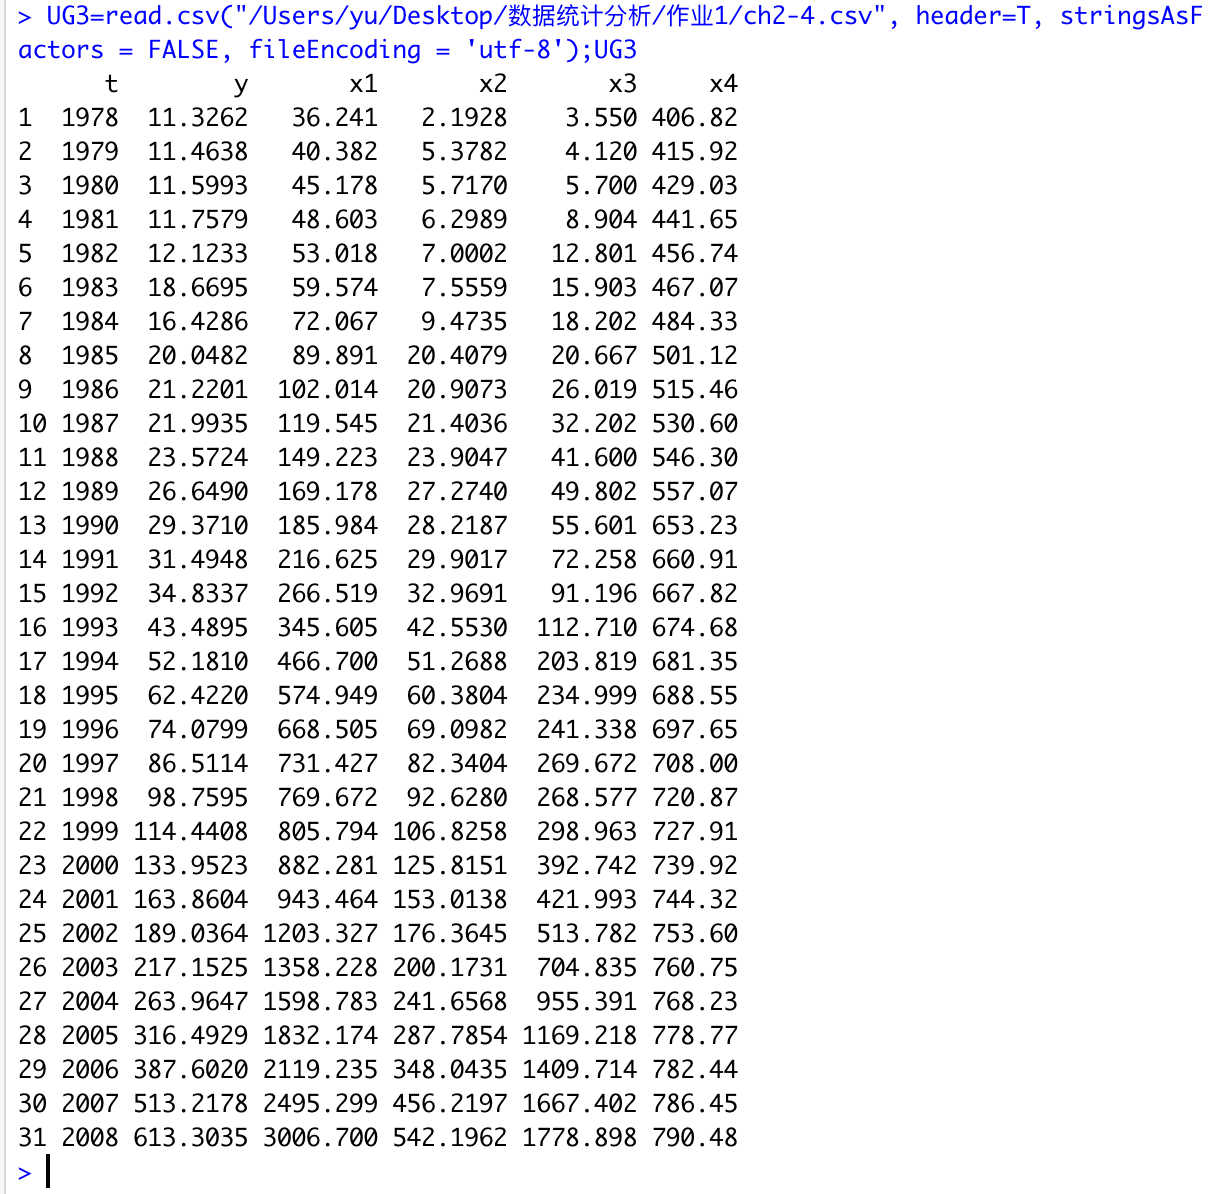 > UG3=read.csv("/Users/yu/Desktop/数据统计分析/作业1/ch2-4.csv", header=T, stringsAsF
actors = FALSE, fileEncoding = 'utf-8');UG3
      t        y       x1       x2       x3     x4
1  1978  11.3262   36.241   2.1928    3.550 406.82
2  1979  11.4638   40.382   5.3782    4.120 415.92
3  1980  11.5993   45.178   5.7170    5.700 429.03
4  1981  11.7579   48.603   6.2989    8.904 441.65
5  1982  12.1233   53.018   7.0002   12.801 456.74
6  1983  18.6695   59.574   7.5559   15.903 467.07
7  1984  16.4286   72.067   9.4735   18.202 484.33
8  1985  20.0482   89.891  20.4079   20.667 501.12
9  1986  21.2201  102.014  20.9073   26.019 515.46
10 1987  21.9935  119.545  21.4036   32.202 530.60
11 1988  23.5724  149.223  23.9047   41.600 546.30
12 1989  26.6490  169.178  27.2740   49.802 557.07
13 1990  29.3710  185.984  28.2187   55.601 653.23
14 1991  31.4948  216.625  29.9017   72.258 660.91
15 1992  34.8337  266.519  32.9691   91.196 667.82
16 1993  43.4895  345.605  42.5530  112.710 674.68
17 1994  52.1810  466.700  51.2688  203.819 681.35
18 1995  62.4220  574.949  60.3804  234.999 688.55
19 1996  74.0799  668.505  69.0982  241.338 697.65
20 1997  86.5114  731.427  82.3404  269.672 708.00
21 1998  98.7595  769.672  92.6280  268.577 720.87
22 1999 114.4408  805.794 106.8258  298.963 727.91
23 2000 133.9523  882.281 125.8151  392.742 739.92
24 2001 163.8604  943.464 153.0138  421.993 744.32
25 2002 189.0364 1203.327 176.3645  513.782 753.60
26 2003 217.1525 1358.228 200.1731  704.835 760.75
27 2004 263.9647 1598.783 241.6568  955.391 768.23
28 2005 316.4929 1832.174 287.7854 1169.218 778.77
29 2006 387.6020 2119.235 348.0435 1409.714 782.44
30 2007 513.2178 2495.299 456.2197 1667.402 786.45
31 2008 613.3035 3006.700 542.1962 1778.898 790.48
>